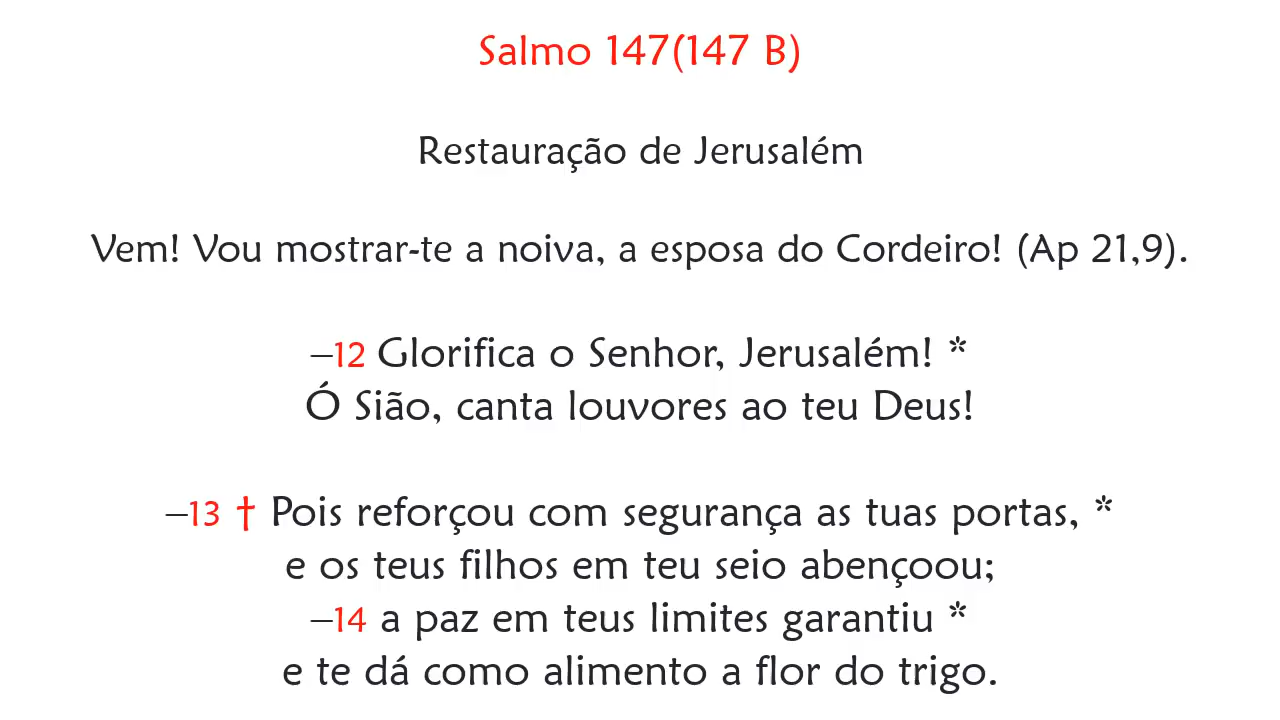 Salmo 147(147 B)
Restauração de Jerusalém
Vem! Vou mostrar-te a noiva, a esposa do Cordeiro! (Ap 21,9).
–12 Glorifica o Senhor, Jerusalém! *
Ó Sião, canta louvores ao teu Deus!
–13 † Pois reforçou com segurança as tuas portas, *
e os teus filhos em teu seio abençoou;
–14 a paz em teus limites garantiu *
e te dá como alimento a flor do trigo.